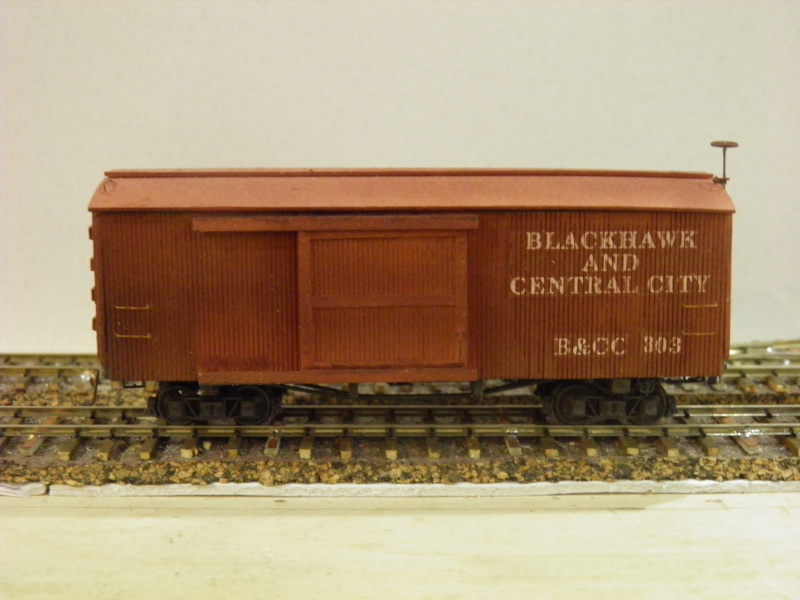 BLACKHAWK
AND
CENTRAL CITY
B&CC 303